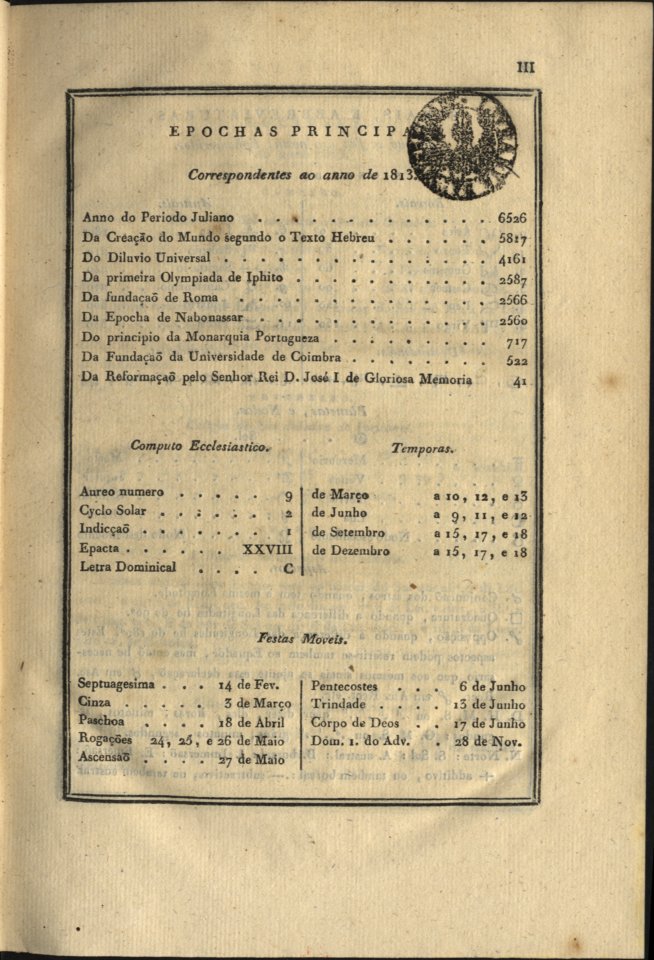 III
EPOCHAS PRINCIPA
Correspondentes ao anno de 1813.
Anno do Periodo Juliano . . . . . . . . . . . . 6526
Da Creação do Mundo segundo o Texto Hebreu . . . . . . 5817
Do Diluvio Universal . . . . . . . . . . . . . 4161
Da primeira Olympiada de Iphito . . . . . . . . . 2587
Da fundaçaõ de Roma . . . . . . . . . . . . 2566
Da Epocha de Nabonassar . . . . . . . . . . . 2560
Do principio da Monarquia Portugueza . . . . . . . . 717
Da Fundaçaõ da Universidade de Coimbra . . . . . . . 522
Da Reformaçaõ pelo Senhor Rei D. José I de Gloriosa Memoria 41
Computo Ecclesiastico.
Aureo numero . . . . . 9
Cyclo Solar . . . . . . 2
Indicçaõ . . . . . . . 1
Epacta . . . . . . XXVIII
Letra Dominical . . . . C
Temporas.
de Março a 10, 12, e 13
de Junho a 9, 11, e 12
de Setembro a 15, 17, e 18
de Dezembro a 15, 17, e 18
Festas Moveis.
Septuagesima . . . 14 de Fev.
Cinza . . . . 3 de Março
Paschoa . . . . 18 de Abril
Rogações 24, 25, e 26 de Maio
Ascensaõ . . . . 27 de Maio
Pentecostes . . . 6 de Junho
Trindade . . . . 13 de Junho
Corpo de Deos . . 17 de Junho
Dom. 1. do Adv. . . 28 de Nov.